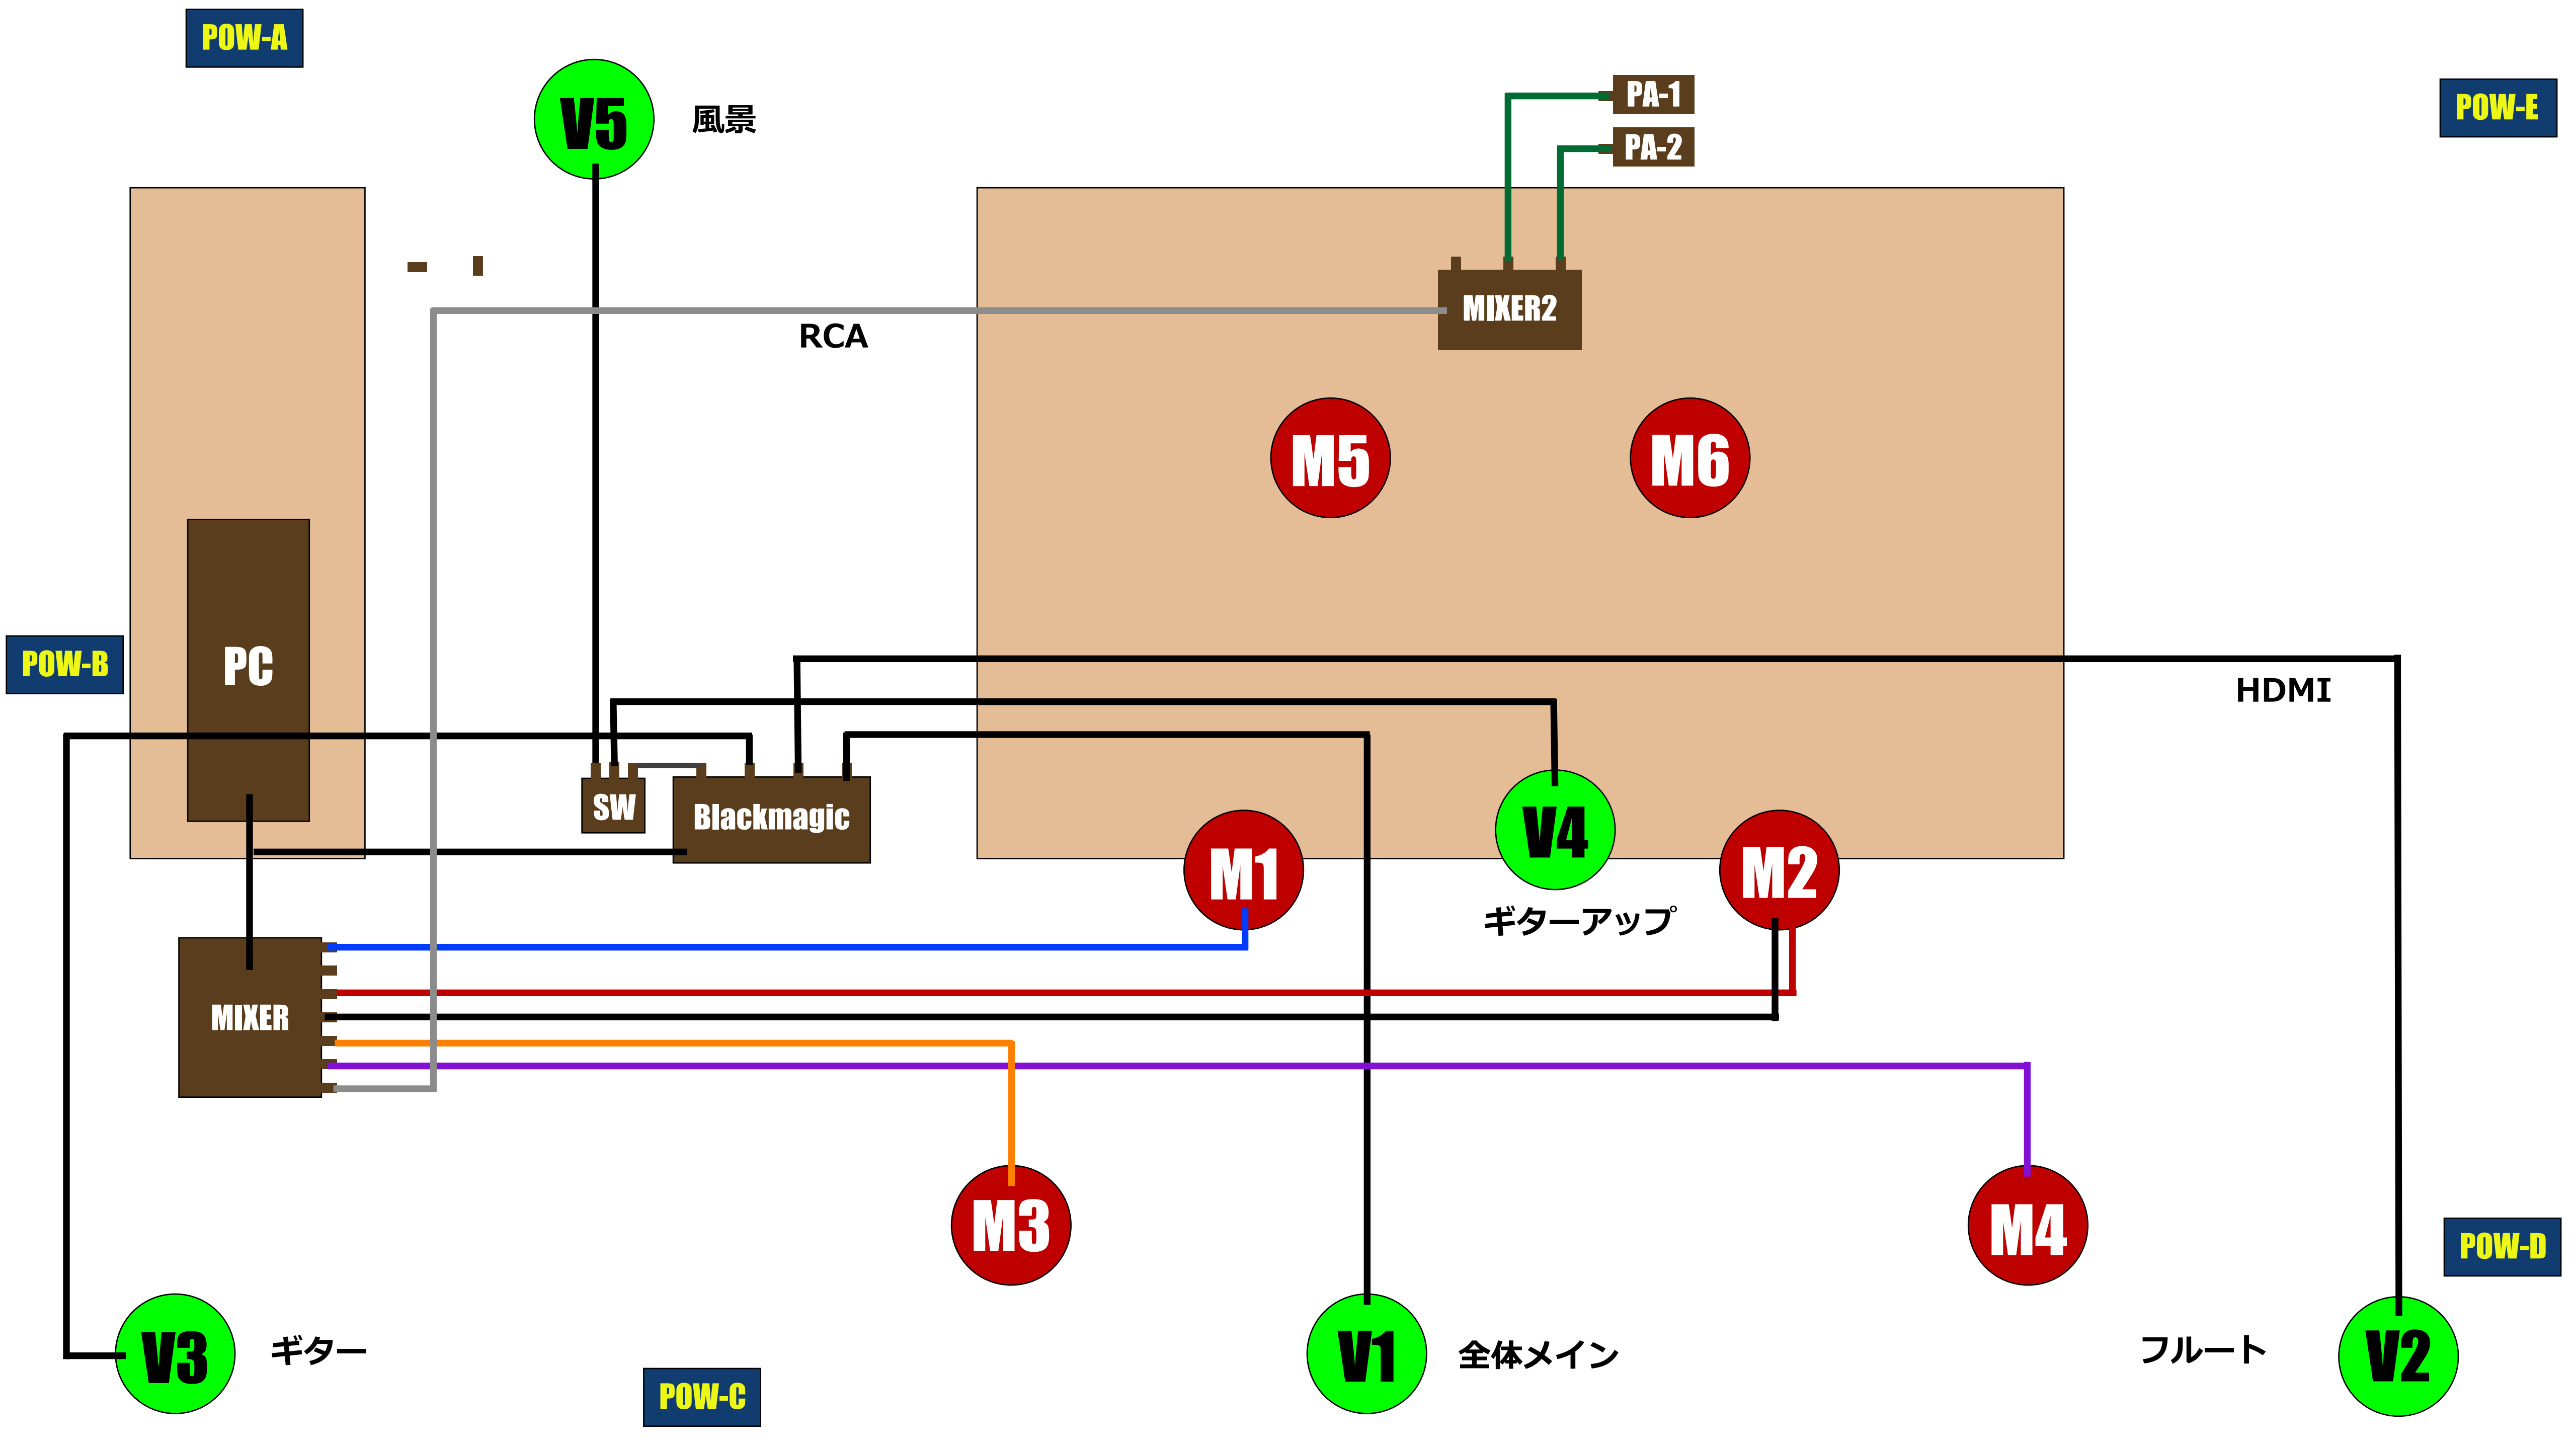 POW-A
V5
風景
PA-1
PA-2
POW-E
MIXER2
RCA
M5
M6
POW-B
PC
HDMI
SW
Blackmagic
V4
M1
M2
ギターアップ
MIXER
M3
M4
POW-D
V3
ギター
V1
全体メイン
フルート
V2
POW-C